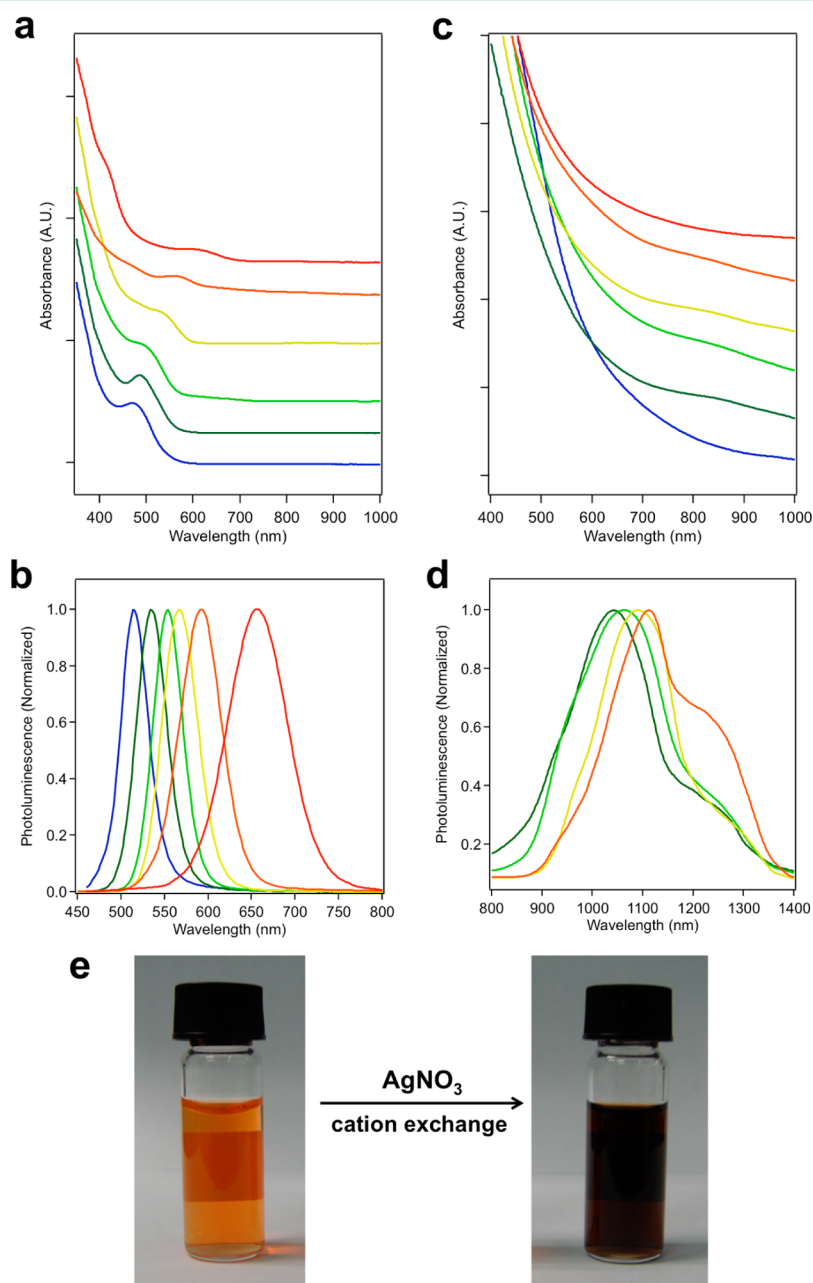 a
Absorbance (A.U.)
400 500 600 700 800 900 1000
Wavelength (nm)
c
Absorbance (A.U.)
400 500 600 700 800 900 1000
Wavelength (nm)
b
Photoluminescence (Normalized)
1.0
0.8
0.6
0.4
0.2
0.0
450 500 550 600 650 700 750 800
Wavelength (nm)
d
Photoluminescence (Normalized)
1.0
0.8
0.6
0.4
0.2
800 900 1000 1100 1200 1300 1400
Wavelength (nm)
e
AgNO₃
cation exchange